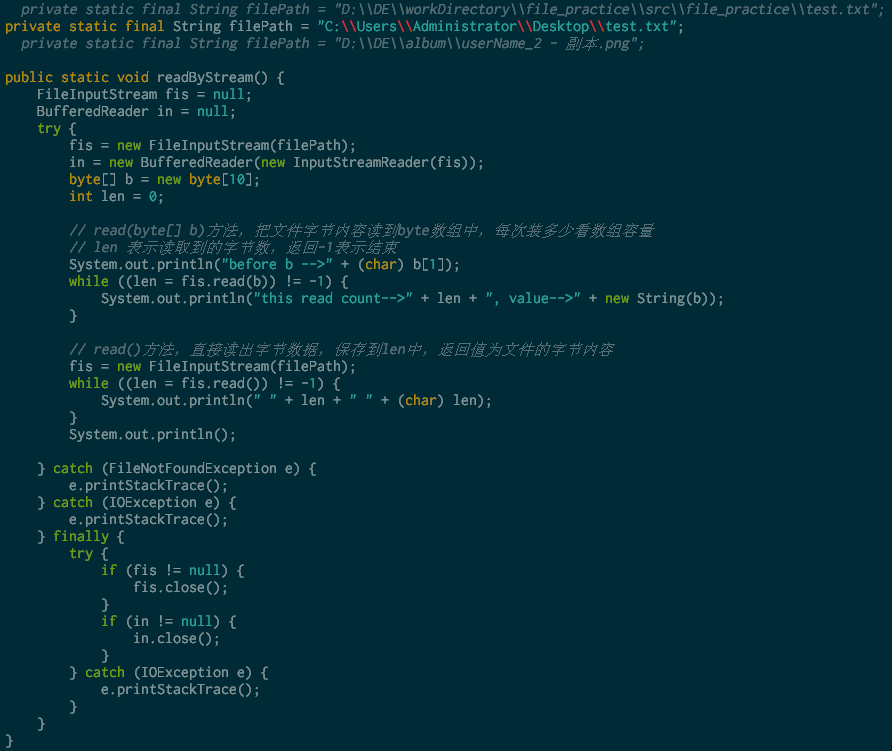 private static final String filePath = "D:\\DE\\workDirectory\\file_practice\\src\\file_practice\\test.txt";
private static final String filePath = "C:\\Users\\Administrator\\Desktop\\test.txt";
private static final String filePath = "D:\\DE\\album\\userName_2 - 副本.png";
public static void readByStream() {
FileInputStream fis = null;
BufferedReader in = null;
try {
fis = new FileInputStream(filePath);
in = new BufferedReader(new InputStreamReader(fis));
byte[] b = new byte[10];
int len = 0;
// read(byte[] b)方法，把文件字节内容读到byte数组中，每次装多少看数组容量
// len 表示读取到的字节数，返回-1表示结束
System.out.println("before b -->" + (char) b[1]);
while ((len = fis.read(b)) != -1) {
System.out.println("this read count-->" + len + ", value-->" + new String(b));
}
// read()方法，直接读出字节数据，保存到len中，返回值为文件的字节内容
fis = new FileInputStream(filePath);
while ((len = fis.read()) != -1) {
System.out.println(" " + len + " " + (char) len);
}
System.out.println();
} catch (FileNotFoundException e) {
e.printStackTrace();
} catch (IOException e) {
e.printStackTrace();
} finally {
try {
if (fis != null) {
fis.close();
}
if (in != null) {
in.close();
}
} catch (IOException e) {
e.printStackTrace();
}
}
}